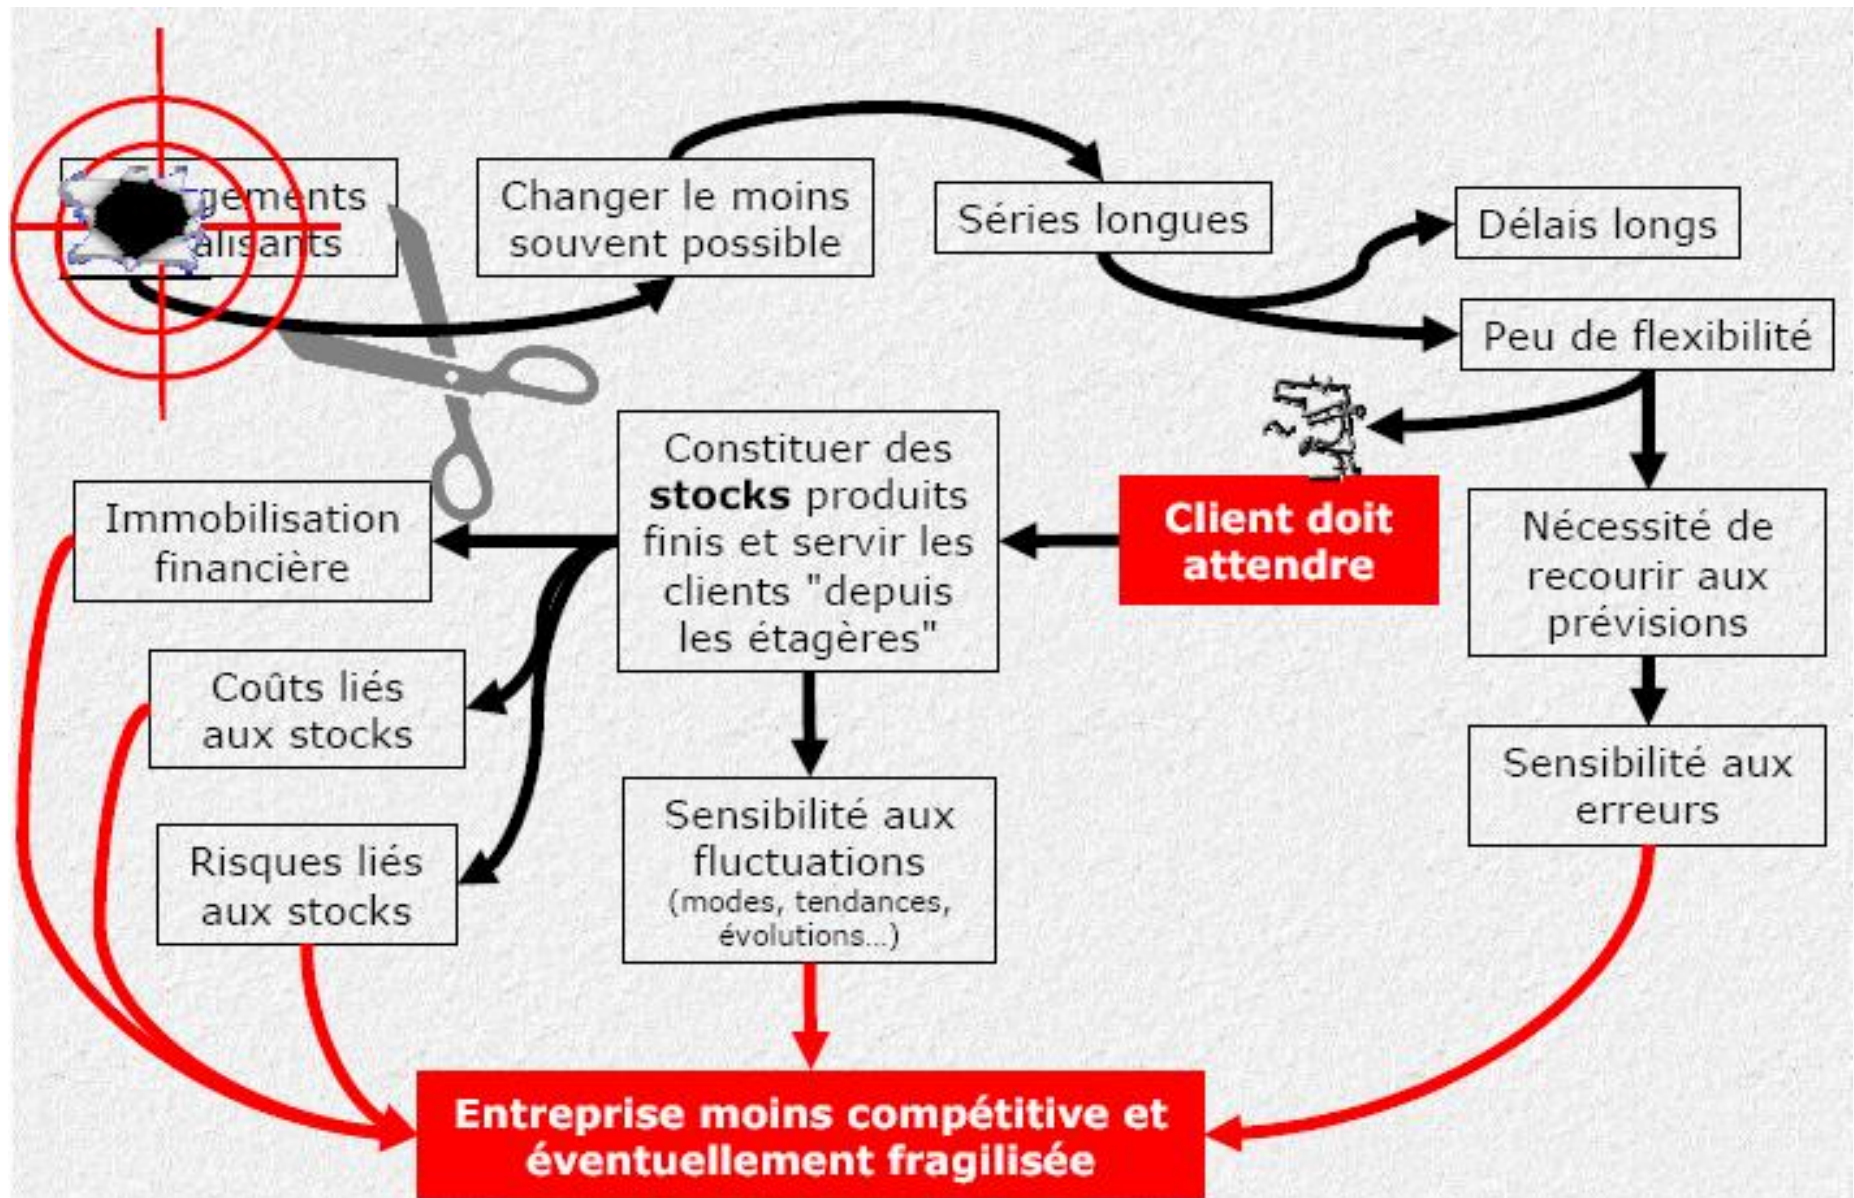 gements
alisants
Changer le moins
souvent possible
Séries longues
Délais longs
Peu de flexibilité
Constituer des
stocks produits
finis et servir les
clients "depuis
les étagères"
Client doit
attendre
Nécessité de
recourir aux
prévisions
Immobilisation
financière
Coûts liés
aux stocks
Sensibilité aux
erreurs
Sensibilité aux
fluctuations
(modes, tendances,
évolutions...)
Risques liés
aux stocks
Entreprise moins compétitive et
éventuellement fragilisée